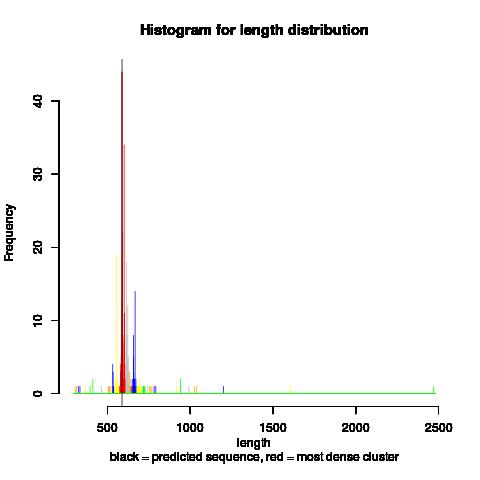 Histogram for length distribution
Frequency
40
30
20
10
0
500 1000 1500 2000 2500
length
black = predicted sequence, red = most dense cluster